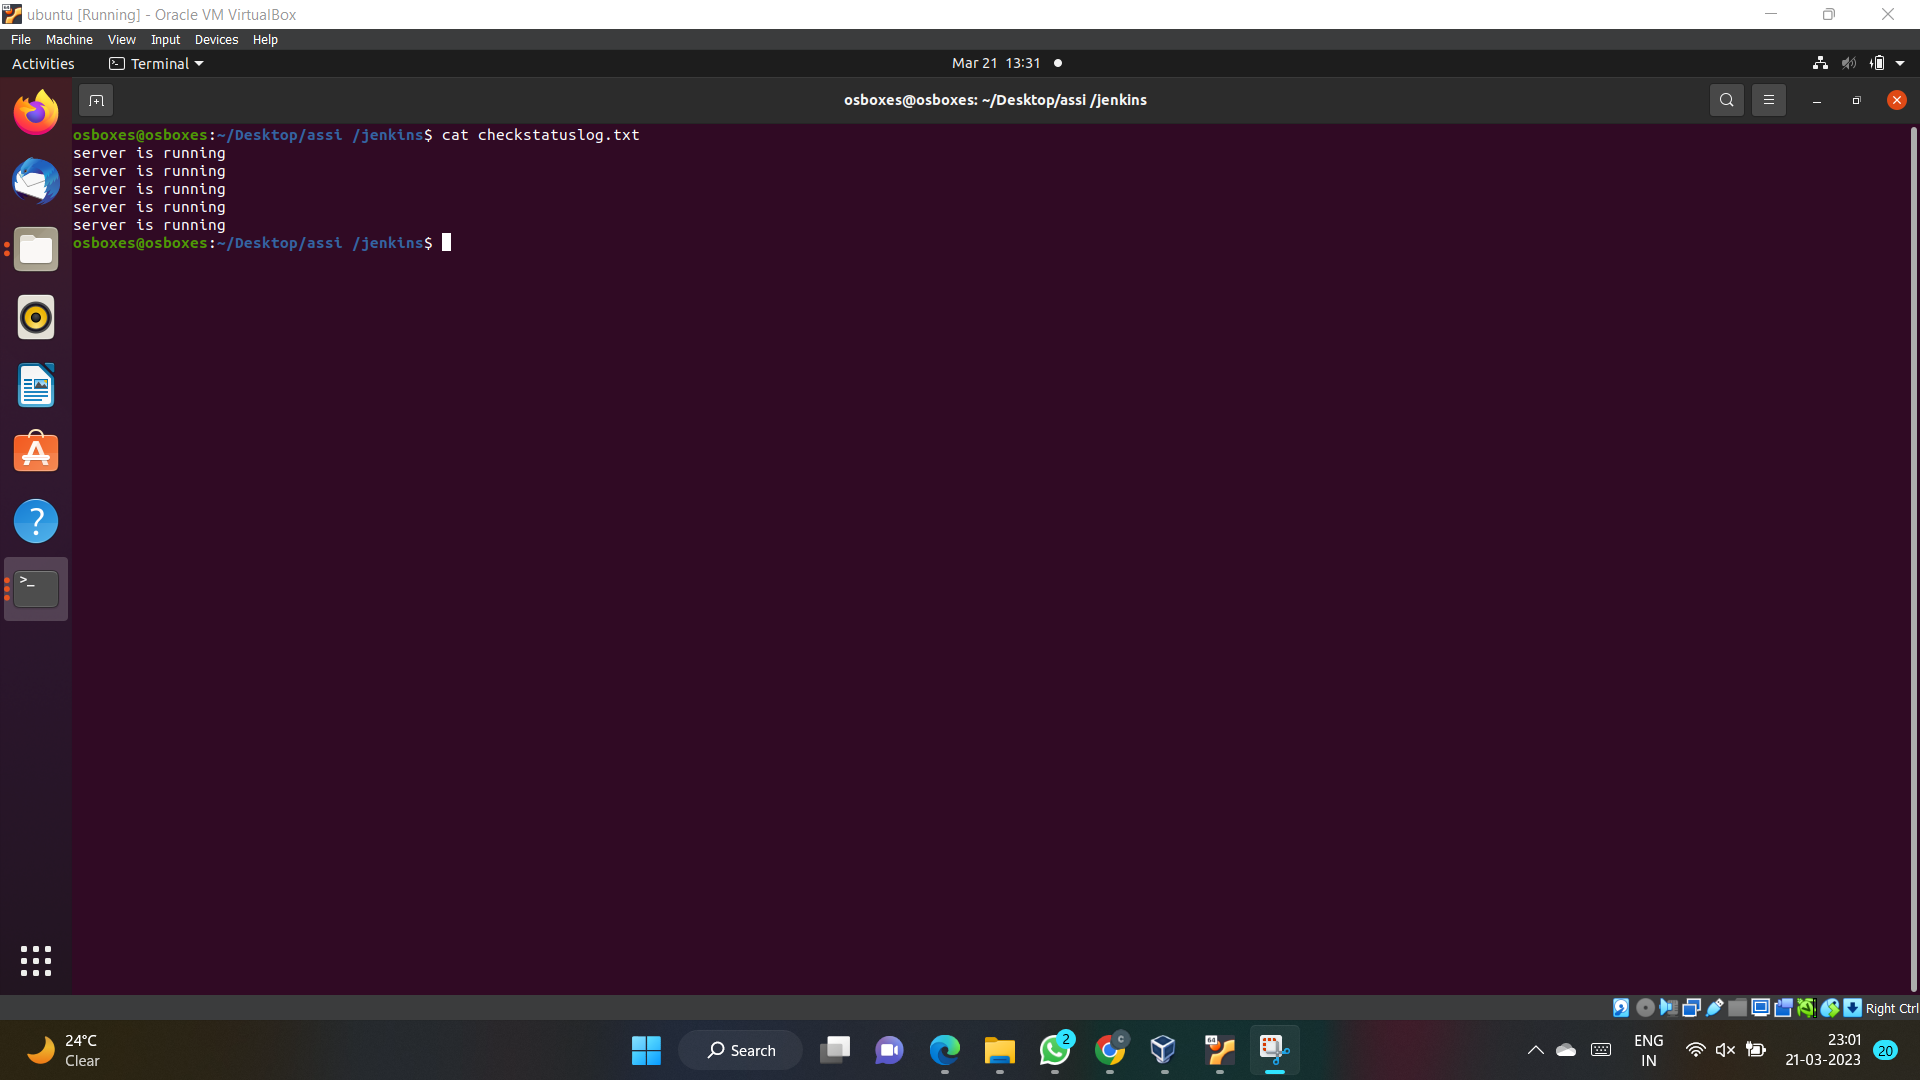 ubuntu [Running] - Oracle VM VirtualBox
File Machine View Input Devices Help
Activities Terminal Mar 21 13:31
osboxes@osboxes: ~/Desktop/assi /jenkins
osboxes@osboxes:~/Desktop/assi /jenkins$ cat checkstatuslog.txt
server is running
server is running
server is running
server is running
server is running
osboxes@osboxes:~/Desktop/assi /jenkins$
Right Ctrl
24°C
Clear
Search
2
C
64
ENG
IN
23:01
21-03-2023
20